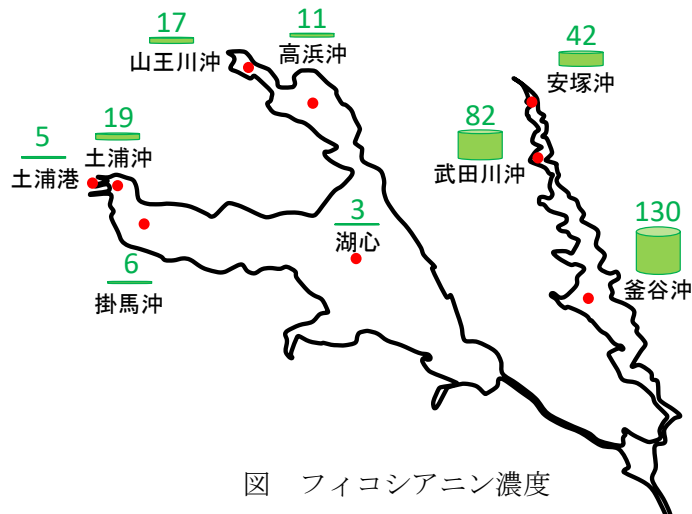 17
山王川沖
11
高浜沖
42
安塚沖
5
土浦港
19
土浦沖
82
武田川沖
3
湖心
130
釜谷沖
6
掛馬沖
図 フィコシアニン濃度